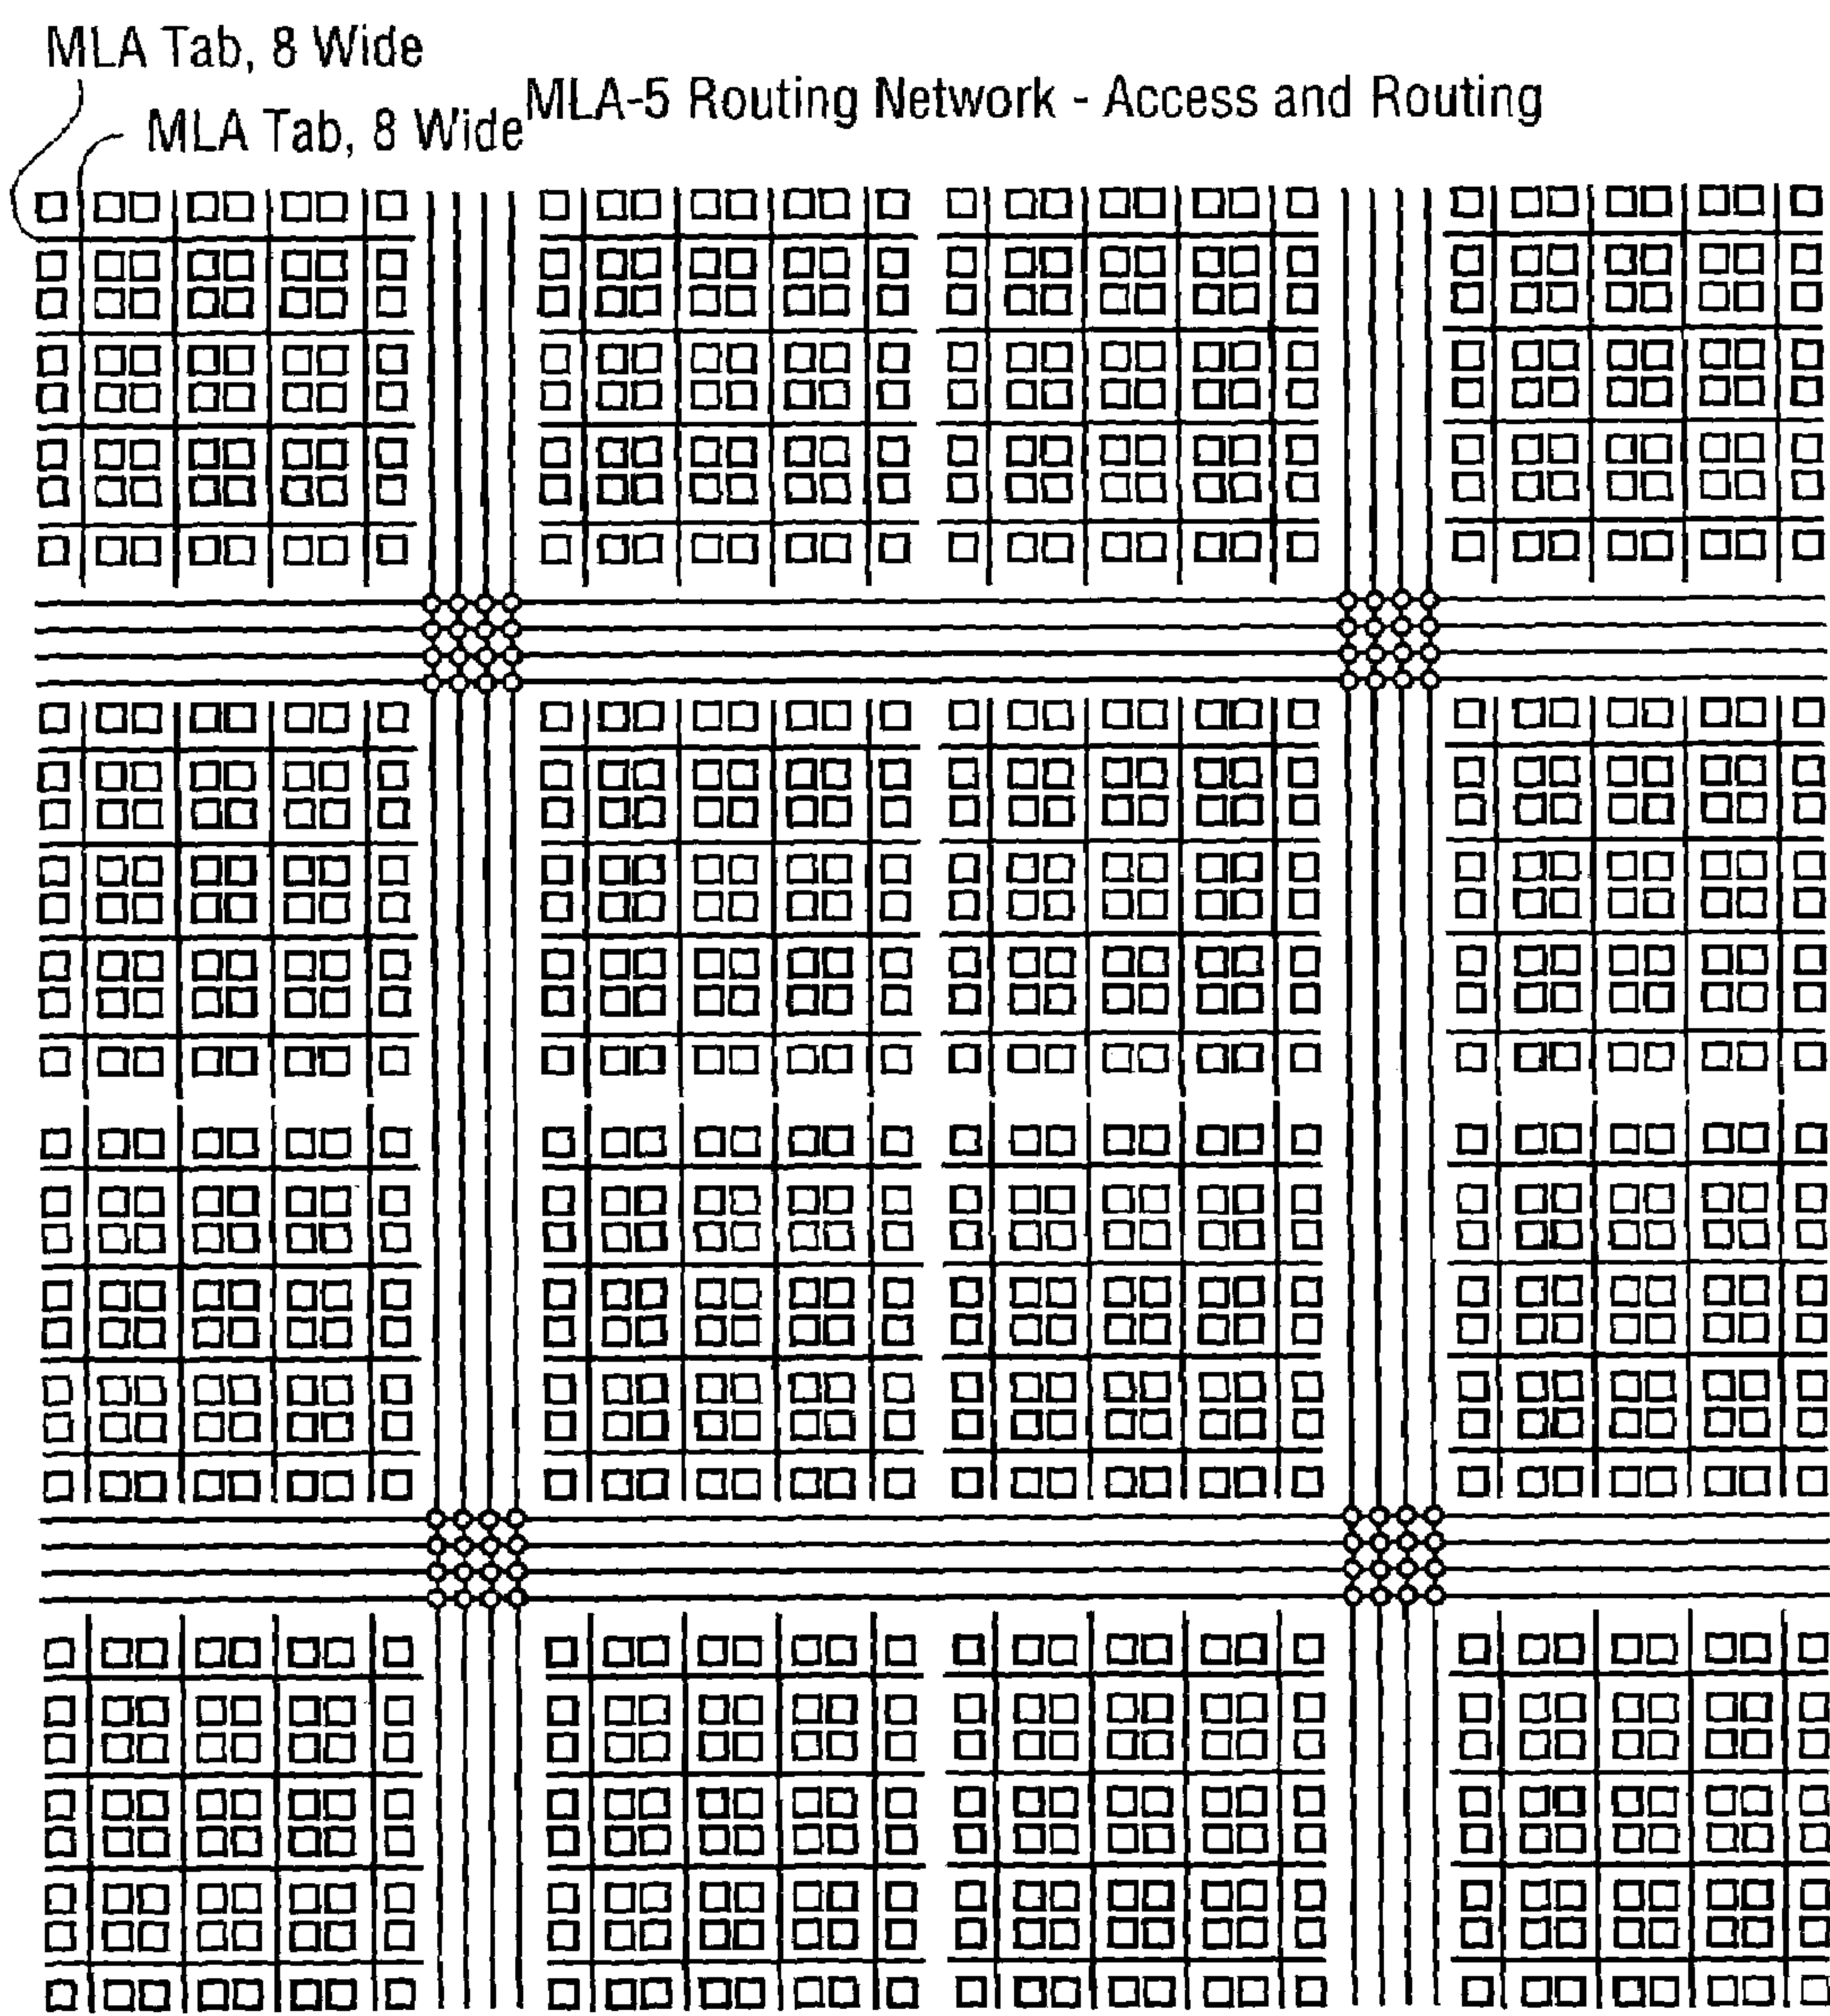 MLA Tab, 8 Wide
MLA-5 Routing Network - Access and Routing
MLA Tab, 8 Wide